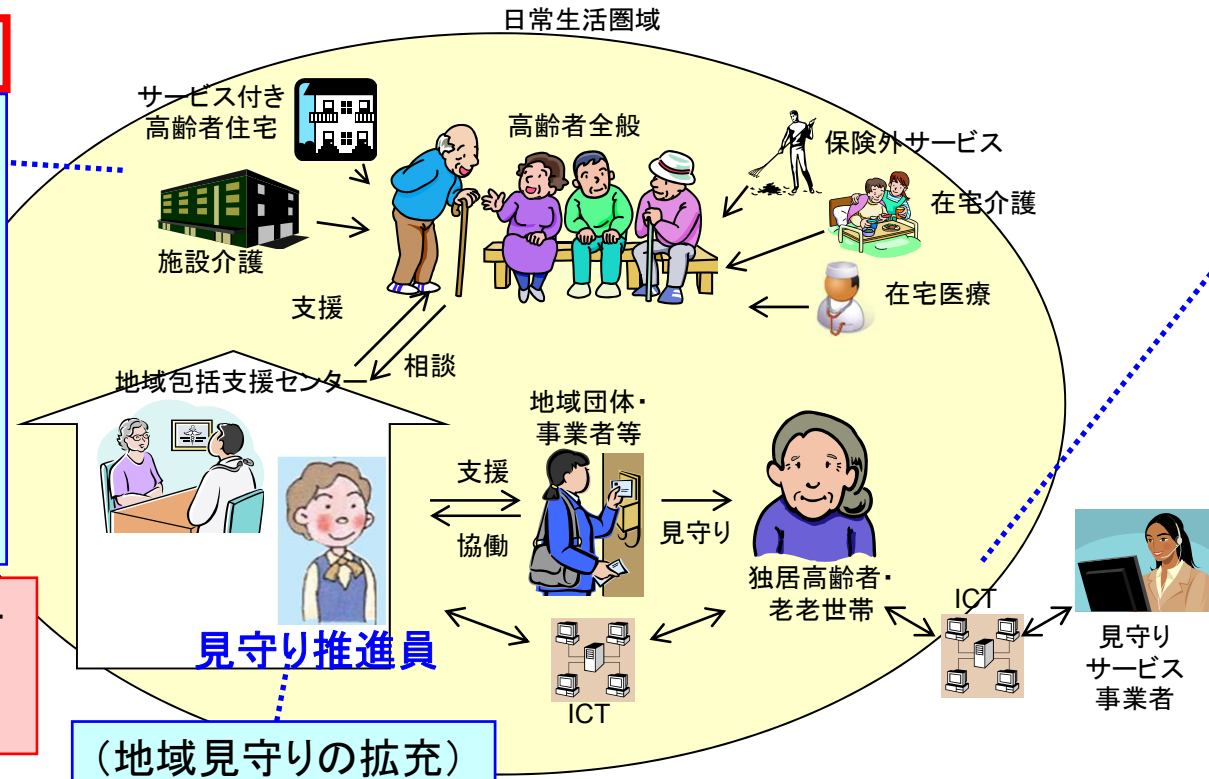 日常生活圏域
サービス付き
高齢者住宅
高齢者全般
保険外サービス
在宅介護
施設介護
在宅医療
支援
相談
地域包括支援センター
地域団体・
事業者等
支援
協働
見守り
独居高齢者・
老老世帯
ICT
見守り
サービス
事業者
見守り推進員
ICT
（地域見守りの拡充）